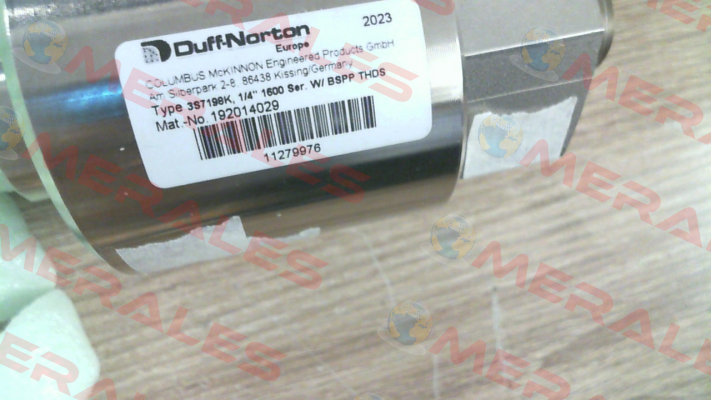 Duff-Norton 2023
Europe
COLUMBUS McKINNON Engineered Products GmbH
Am Silberpark 2-8 86438 Kissing/Germany
Type 3S7198K, 1/4" 1600 Ser. W/ BSPP THDS
Mat.-No. 192014029
11279976
MERALES
MERALES
MERALES
MERALES